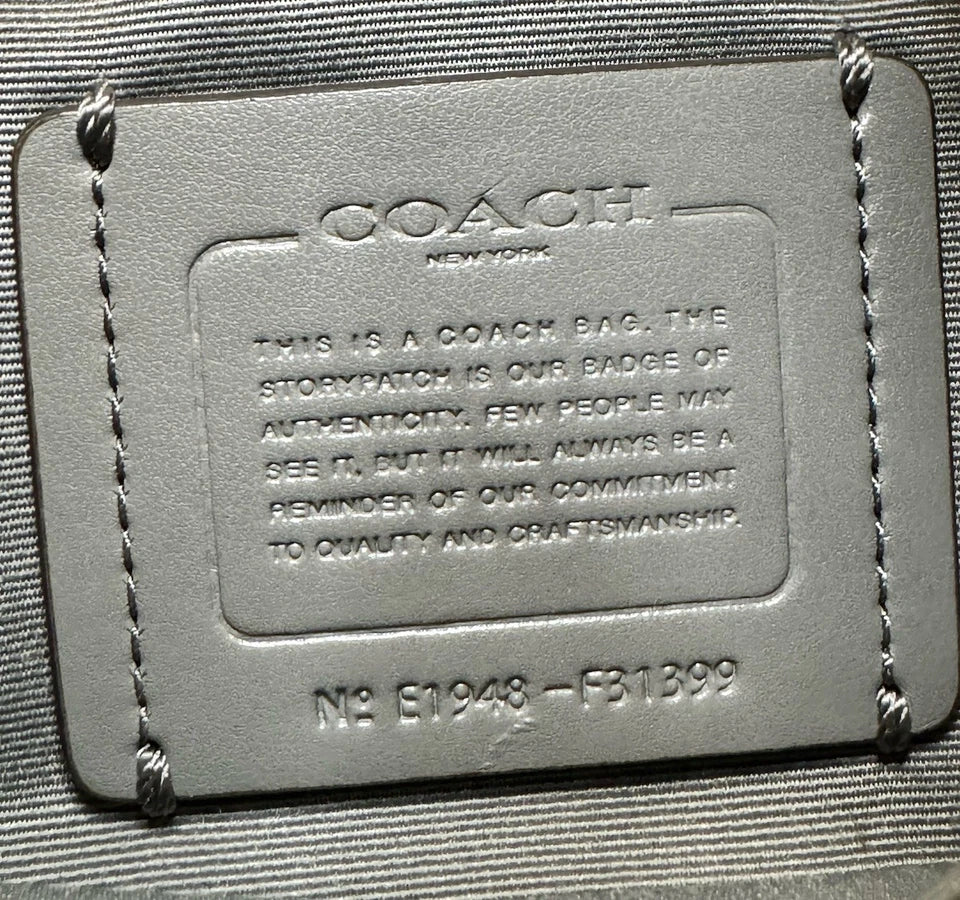 COACH
NEW YORK
THIS IS A COACH BAG. THE
STORYPATCH IS OUR BADGE OF
AUTHENTICITY. FEW PEOPLE MAY
SEE IT, BUT IT WILL ALWAYS BE A
REMINDER OF OUR COMMITMENT
TO QUALITY AND CRAFTSMANSHIP.
Nº E1948-F31399